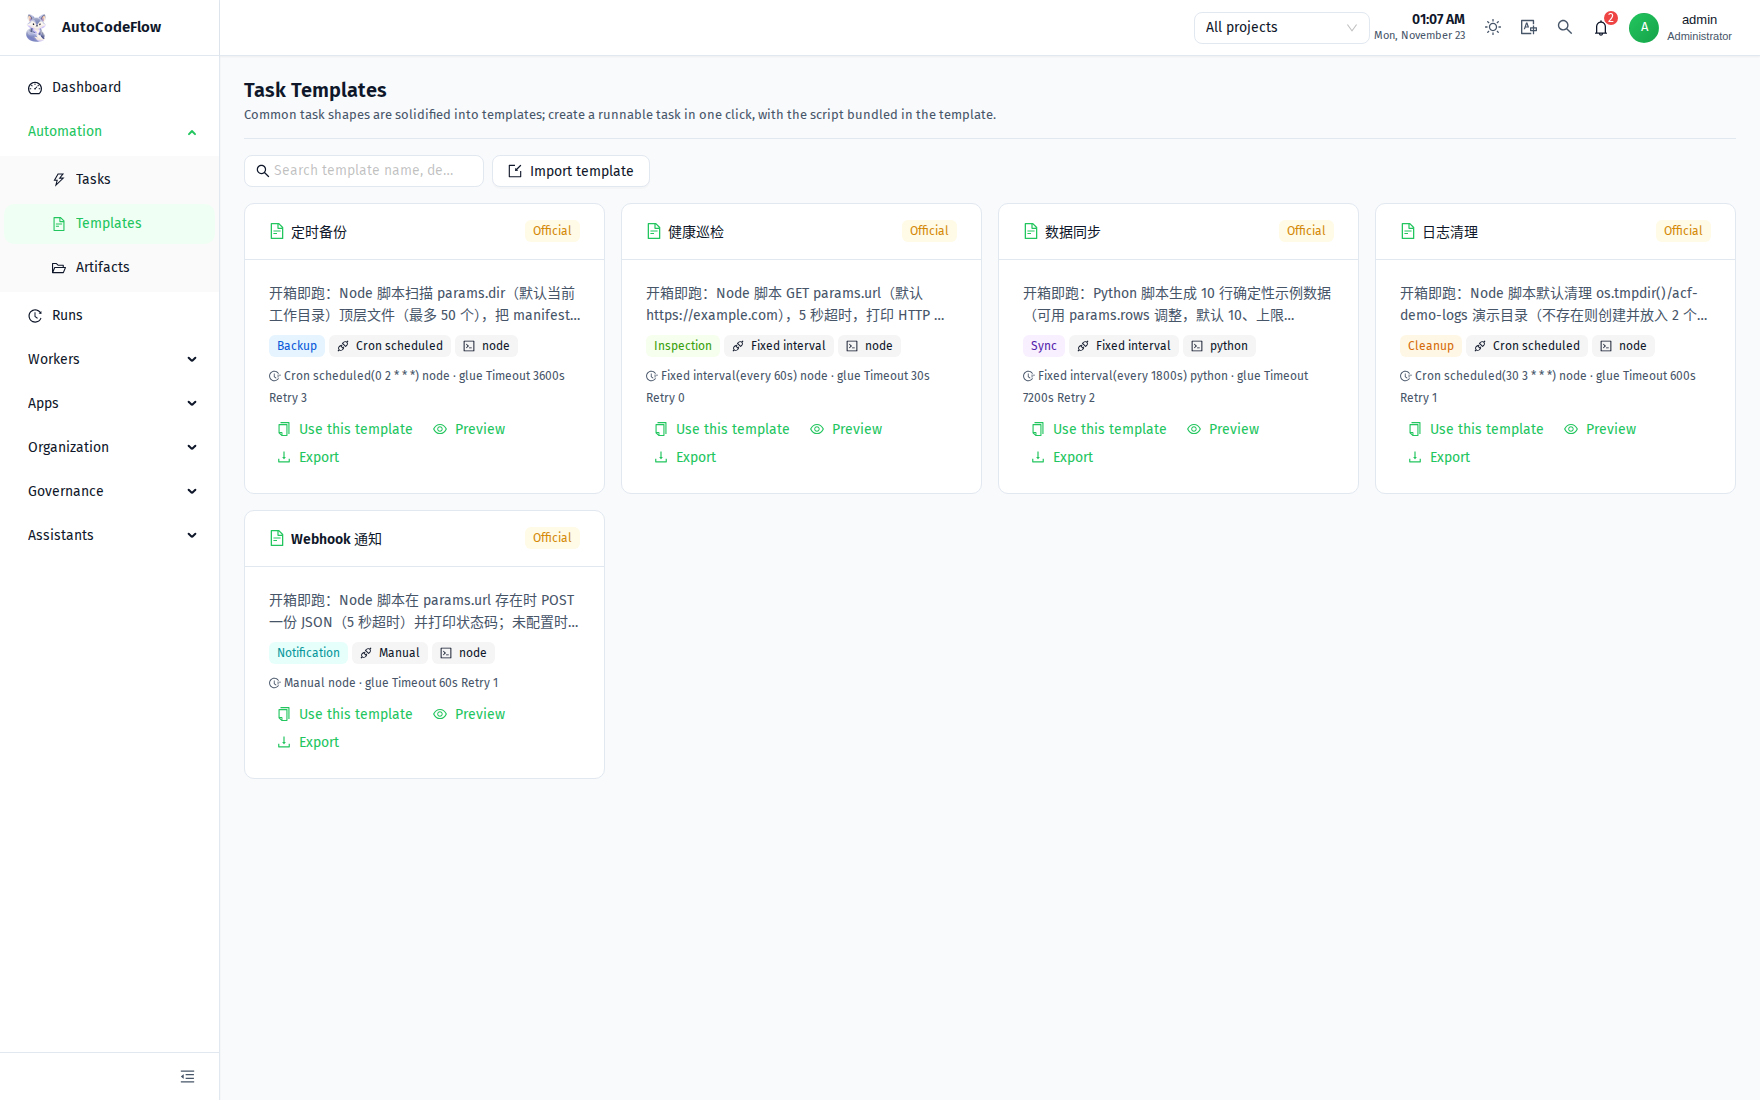 AutoCodeFlow
All projects
01:07 AM
Mon, November 23
2
A
admin
Administrator
Dashboard
Automation
Tasks
Templates
Artifacts
Runs
Workers
Apps
Organization
Governance
Assistants
Task Templates
Common task shapes are solidified into templates; create a runnable task in one click, with the script bundled in the template.
Search template name, de...
Import template
定时备份
Official
开箱即跑：Node 脚本扫描 params.dir（默认当前
工作目录）顶层文件（最多 50 个），把 manifest...
Backup
Cron scheduled
node
Cron scheduled(0 2 * * *) node · glue Timeout 3600s
Retry 3
Use this template
Preview
Export
健康巡检
Official
开箱即跑：Node 脚本 GET params.url（默认
https://example.com），5 秒超时，打印 HTTP ...
Inspection
Fixed interval
node
Fixed interval(every 60s) node · glue Timeout 30s
Retry 0
Use this template
Preview
Export
数据同步
Official
开箱即跑：Python 脚本生成 10 行确定性示例数据
（可用 params.rows 调整，默认 10、上限...
Sync
Fixed interval
python
Fixed interval(every 1800s) python · glue Timeout
7200s Retry 2
Use this template
Preview
Export
日志清理
Official
开箱即跑：Node 脚本默认清理 os.tmpdir()/acf-
demo-logs 演示目录（不存在则创建并放入 2 个...
Cleanup
Cron scheduled
node
Cron scheduled(30 3 * * *) node · glue Timeout 600s
Retry 1
Use this template
Preview
Export
Webhook 通知
Official
开箱即跑：Node 脚本在 params.url 存在时 POST
一份 JSON（5 秒超时）并打印状态码；未配置时...
Notification
Manual
node
Manual node · glue Timeout 60s Retry 1
Use this template
Preview
Export